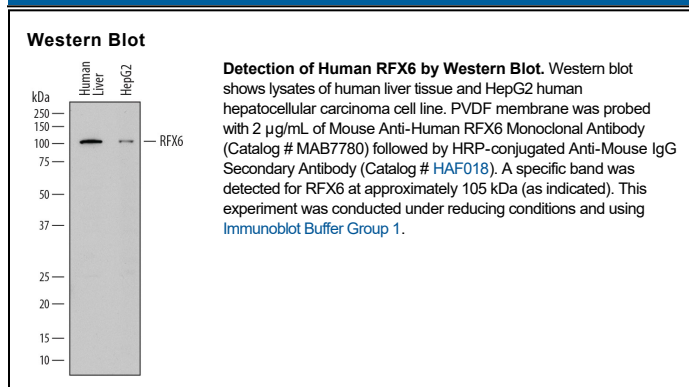 Western Blot
Human
Liver
HepG2
kDa
250
150
100
75
50
37
25
20
15
10
RFX6
Detection of Human RFX6 by Western Blot. Western blot
shows lysates of human liver tissue and HepG2 human
hepatocellular carcinoma cell line. PVDF membrane was probed
with 2 µg/mL of Mouse Anti-Human RFX6 Monoclonal Antibody
(Catalog # MAB7780) followed by HRP-conjugated Anti-Mouse IgG
Secondary Antibody (Catalog # HAF018). A specific band was
detected for RFX6 at approximately 105 kDa (as indicated). This
experiment was conducted under reducing conditions and using
Immunoblot Buffer Group 1.